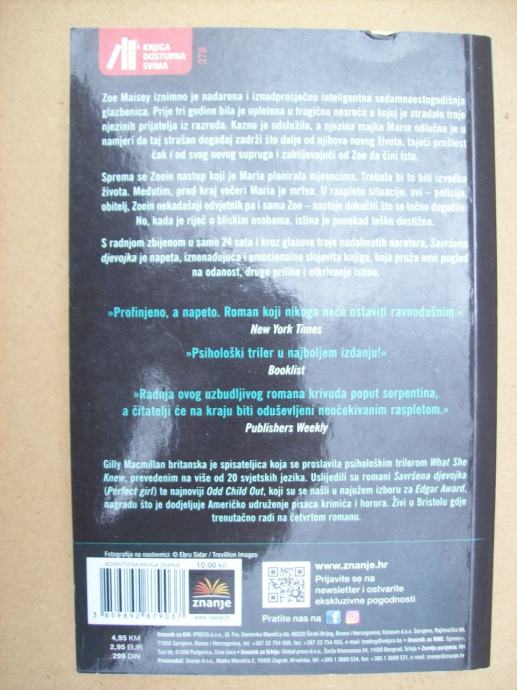 KNJIGA
DOSTUPNA
SVIMA
378
Zoe Maisey iznimno je nadarena i iznadprosječno inteligentna sedamnaestogodišnja
glazbenica. Prije tri godine bila je upletena u tragičnu nesreću u kojoj je stradalo troje
njezinih prijatelja iz razreda. Kaznu je odslužila, a njezina majka Maria odlučna je u
namjeri da taj strašan događaj zadrži što dalje od njihova novog života, tajeći prošlost
čak i od svog novog supruga i zahtijevajući od Zoe da čini isto.
Sprema se Zoein nastup koji je Maria planirala mjesecima. Trebala bi to biti izvedba
života. Međutim, pred kraj večeri Maria je mrtva. U raspletu situacije, svi – policija,
obitelj, Zoein nekadašnji odvjetnik pa i sama Zoe – nastoje dokučiti što se točno dogodilo.
No, kada je riječ o bliskim osobama, istina je ponekad teško dostižna.
S radnjom zbijenom u samo 24 sata i kroz glasove troje nadahnutih naratora, Savršena
djevojka je napeta, iznenađujuća i emocionalno slojevita knjiga, koja pruža novi pogled
na odanost, druge prilike i otkrivanje istine.
»Profinjeno, a napeto. Roman koji nikoga neće ostaviti ravnodušnim.«
New York Times
»Psihološki triler u najboljem izdanju!«
Booklist
»Radnja ovog uzbudljivog romana krivuda poput serpentina,
a čitatelji će na kraju biti oduševljeni neočekivanim raspletom.«
Publishers Weekly
Gilly Macmillan britanska je spisateljica koja se proslavila psihološkim trilerom What She
Knew, prevedenim na više od 20 svjetskih jezika. Uslijedili su romani Savršena djevojka
(Perfect girl) te najnoviji Odd Child Out, koji su se našli u najužem izboru za Edgar Award,
nagradu što je dodjeljuje Američko udruženje pisaca krimića i horora. Živi u Bristolu gdje
trenutačno radi na četvrtom romanu.
Fotografija na naslovnici: © Ebru Sidar / Trevillion Images
JEDINSTVENA KNJIGA ZNANJE 10,00 kn
3 859892 679037
znanje
www.znanje.hr
Prijavite se na
newsletter i ostvarite
ekskluzivne pogodnosti
Pratite nas na
4,95 KM
2,95 EUR
299 DIN